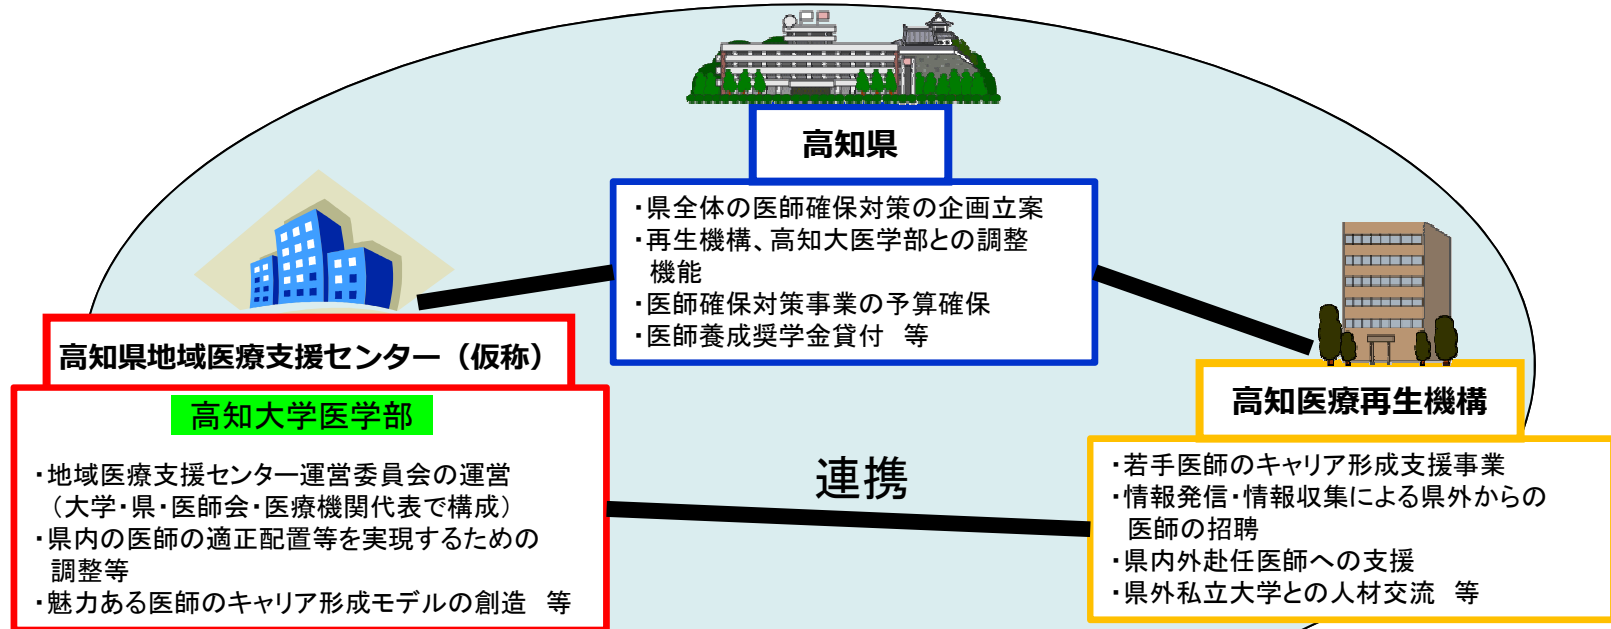 高知県
・県全体の医師確保対策の企画立案
・再生機構、高知大医学部との調整
機能
・医師確保対策事業の予算確保
・医師養成奨学金貸付　等
高知県地域医療支援センター（仮称）
高知大学医学部
・地域医療支援センター運営委員会の運営
（大学・県・医師会・医療機関代表で構成）
・県内の医師の適正配置等を実現するための
調整等
・魅力ある医師のキャリア形成モデルの創造　等
連携
高知医療再生機構
・若手医師のキャリア形成支援事業
・情報発信・情報収集による県外からの
医師の招聘
・県内外赴任医師への支援
・県外私立大学との人材交流　等